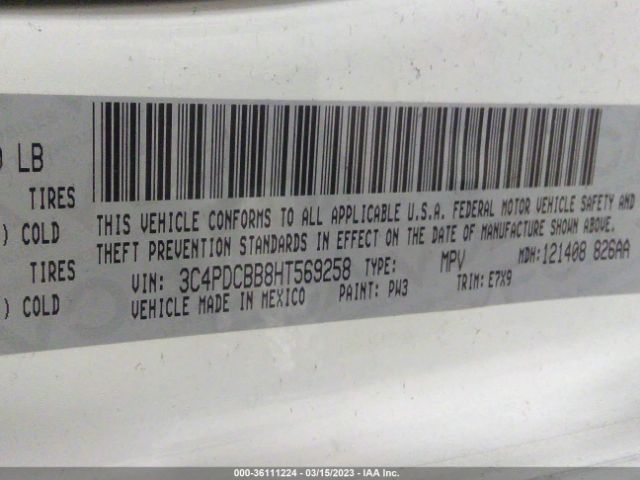 LB
TIRES
) COLD
TIRES
) COLD
THIS VEHICLE CONFORMS TO ALL APPLICABLE U.S.A. FEDERAL MOTOR VEHICLE SAFETY AND
THEFT PREVENTION STANDARDS IN EFFECT ON THE DATE OF MANUFACTURE SHOWN ABOVE.
VIN: 3C4PDCBB8HT569258 TYPE: MPV MDH:121408 826AA
VEHICLE MADE IN MEXICO PAINT: PW3 TRIM: E7X9
000-36111224 | 03/15/2023 | IAA Inc.